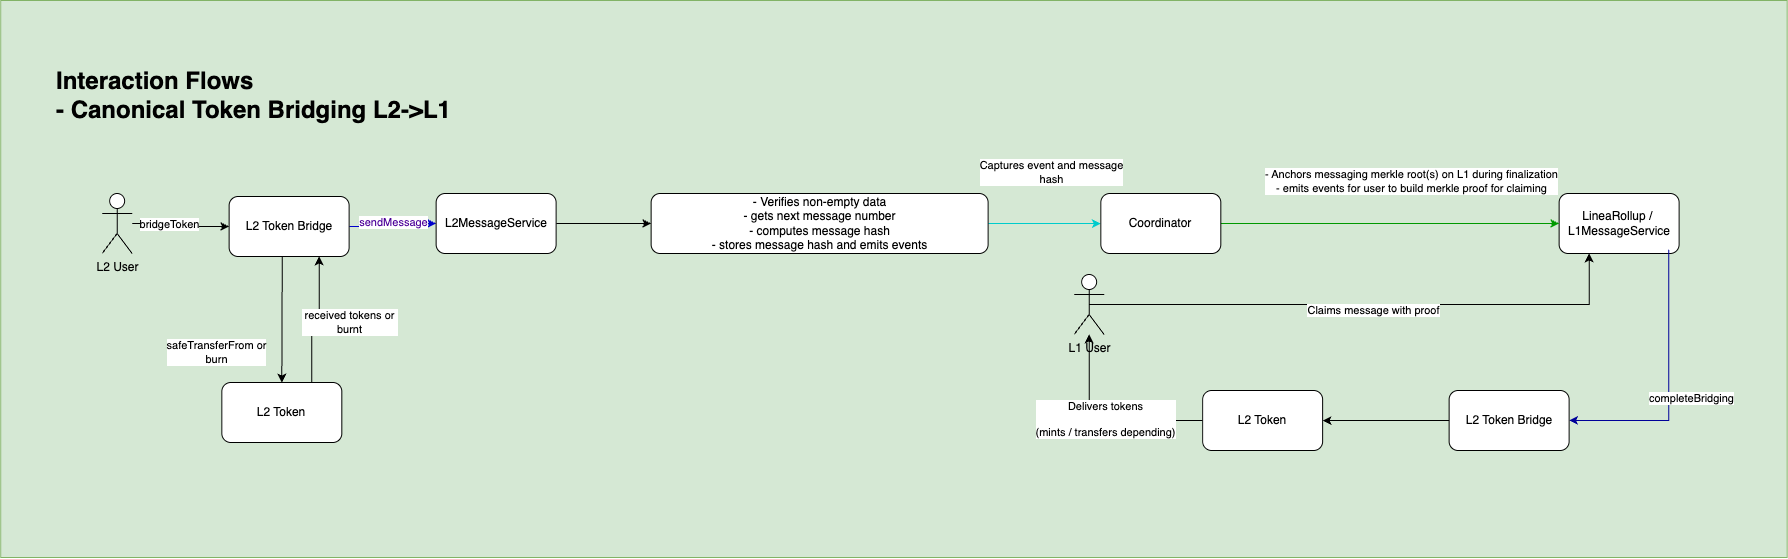 Interaction Flows
- Canonical Token Bridging L2->L1
Captures event and message
hash
- Anchors messaging merkle root(s) on L1 during finalization
- emits events for user to build merkle proof for claiming
L2 User
bridgeToken
L2 Token Bridge
sendMessage
L2MessageService
- Verifies non-empty data
- gets next message number
- computes message hash
- stores message hash and emits events
Coordinator
LineaRollup /
L1MessageService
received tokens or
burnt
safeTransferFrom or
burn
L2 Token
Claims message with proof
L1 User
completeBridging
Delivers tokens
(mints / transfers depending)
L2 Token
L2 Token Bridge